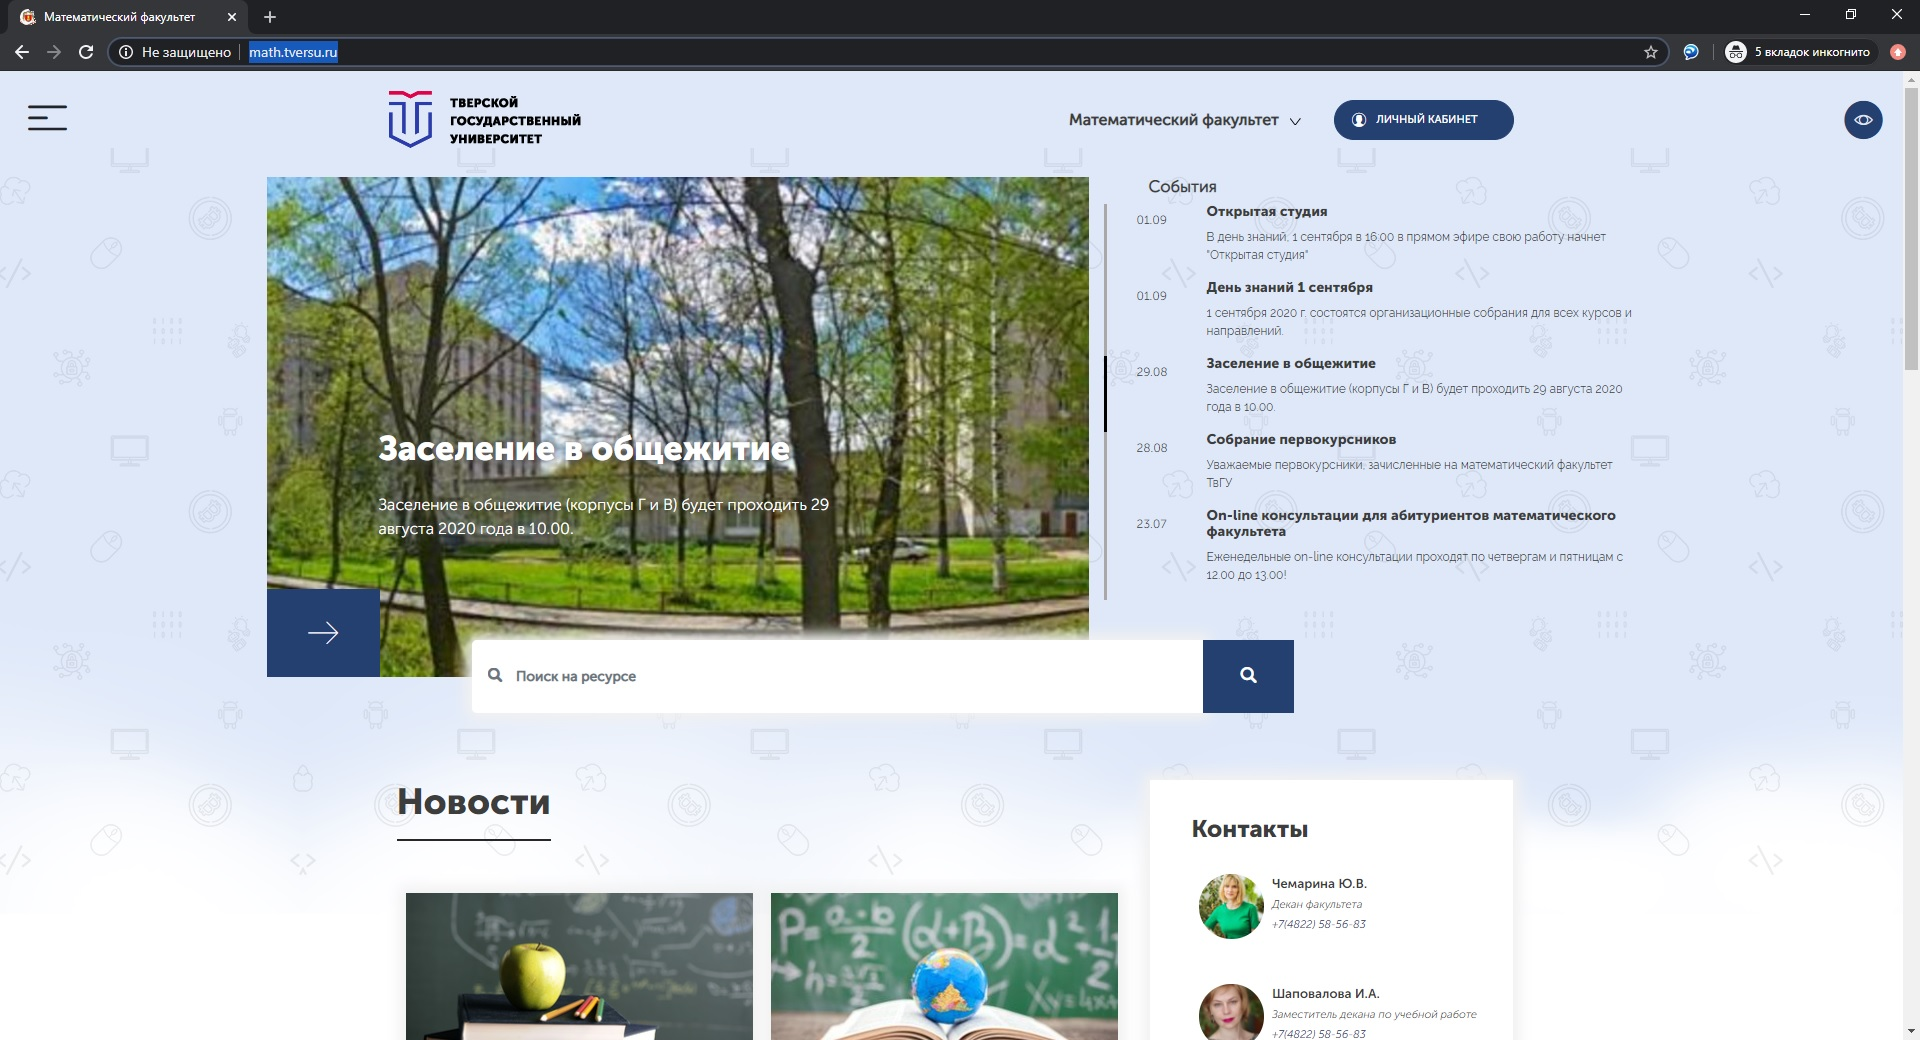 Математический факультет
Не защищено
math.tversu.ru
5 вкладок инкогнито
ТВЕРСКОЙ
ГОСУДАРСТВЕННЫЙ
УНИВЕРСИТЕТ
Математический факультет
ЛИЧНЫЙ КАБИНЕТ
Заселение в общежитие
Заселение в общежитие (корпусы Г и В) будет проходить 29
августа 2020 года в 10.00.
События
01.09
Открытая студия
В день знаний, 1 сентября в 16:00 в прямом эфире свою работу начнет
"Открытая студия"
01.09
День знаний 1 сентября
1 сентября 2020 г. состоятся организационные собрания для всех курсов и
направлений.
29.08
Заселение в общежитие
Заселение в общежитие (корпусы Г и В) будет проходить 29 августа 2020
года в 10.00.
28.08
Собрание первокурсников
Уважаемые первокурсники, зачисленные на математический факультет
ТвГУ
23.07
On-line консультации для абитуриентов математического
факультета
Еженедельные on-line консультации проходят по четвергам и пятницам с
12.00 до 13.00!
Поиск на ресурсе
Новости
Контакты
Чемарина Ю.В.
Декан факультета
+7(4822) 58-56-83
Шаповалова И.А.
Заместитель декана по учебной работе
+7(4822) 58-56-83